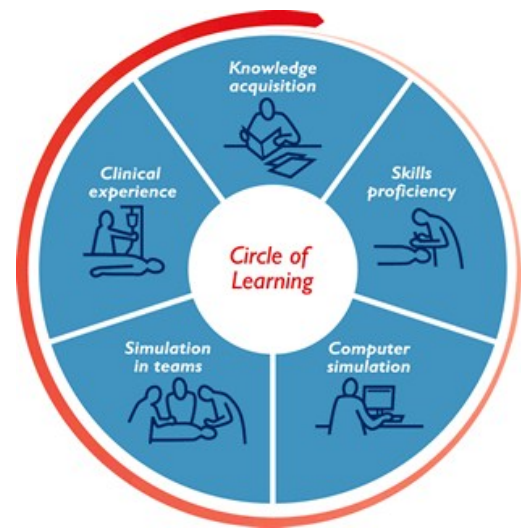 Knowledge
acquisition
Skills
proficiency
Computer
simulation
Simulation
in teams
Clinical
experience
Circle of
Learning